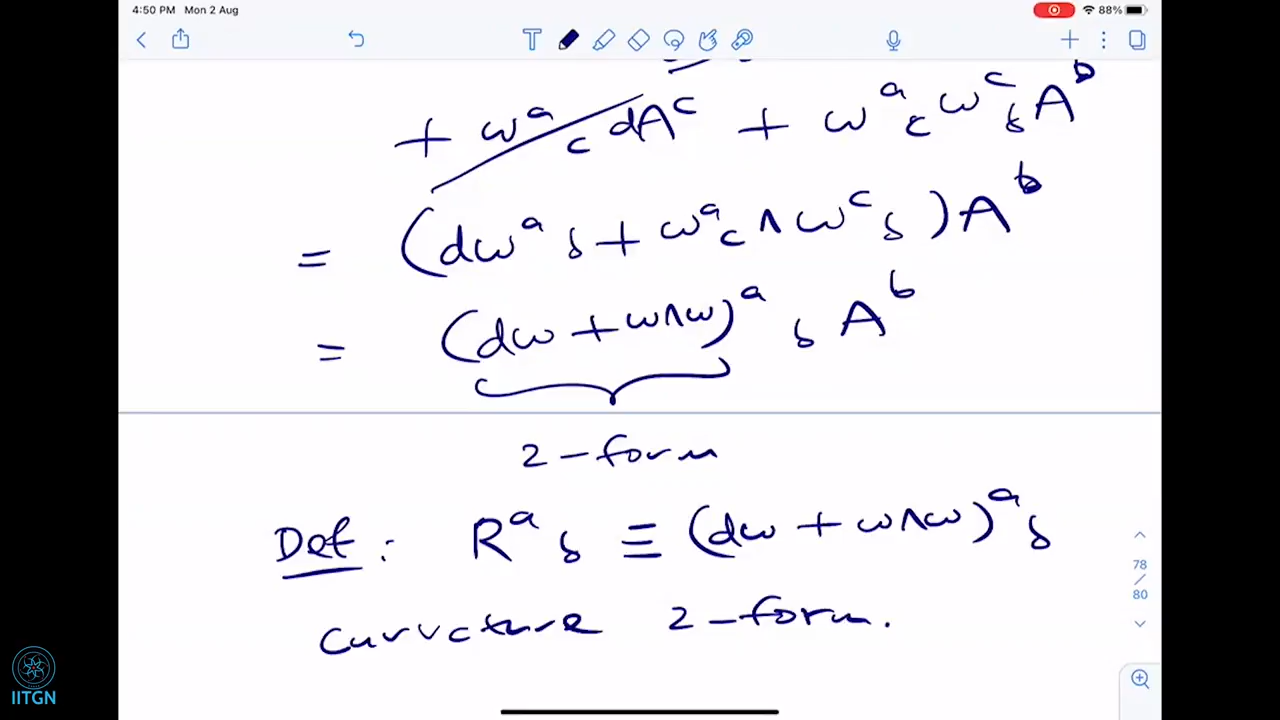 4:50 PM Mon 2 Aug
88%
+ ω^a_c dA^c + ω^a_c ω^c_b A^b
= (dω^a_b + ω^a_c ∧ ω^c_b) A^b
= (dω + ω∧ω)^a_b A^b
2-form
Def: R^a_b ≡ (dω + ω∧ω)^a_b
curvature 2-form.
78
/
80
IITGN